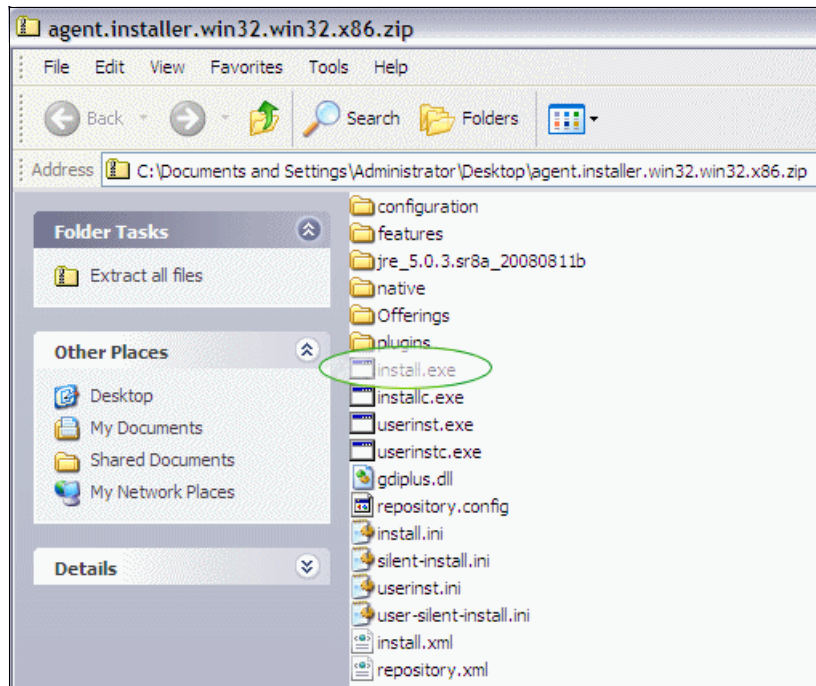 agent.installer.win32.win32.x86.zip
File Edit View Favorites Tools Help
Back Search Folders
Address C:\Documents and Settings\Administrator\Desktop\agent.installer.win32.win32.x86.zip
Folder Tasks
Extract all files
Other Places
Desktop
My Documents
Shared Documents
My Network Places
Details
configuration
features
jre_5.0.3.sr8a_20080811b
native
Offerings
plugins
install.exe
installc.exe
userinst.exe
userinstc.exe
gdiplus.dll
repository.config
install.ini
silent-install.ini
userinst.ini
user-silent-install.ini
install.xml
repository.xml